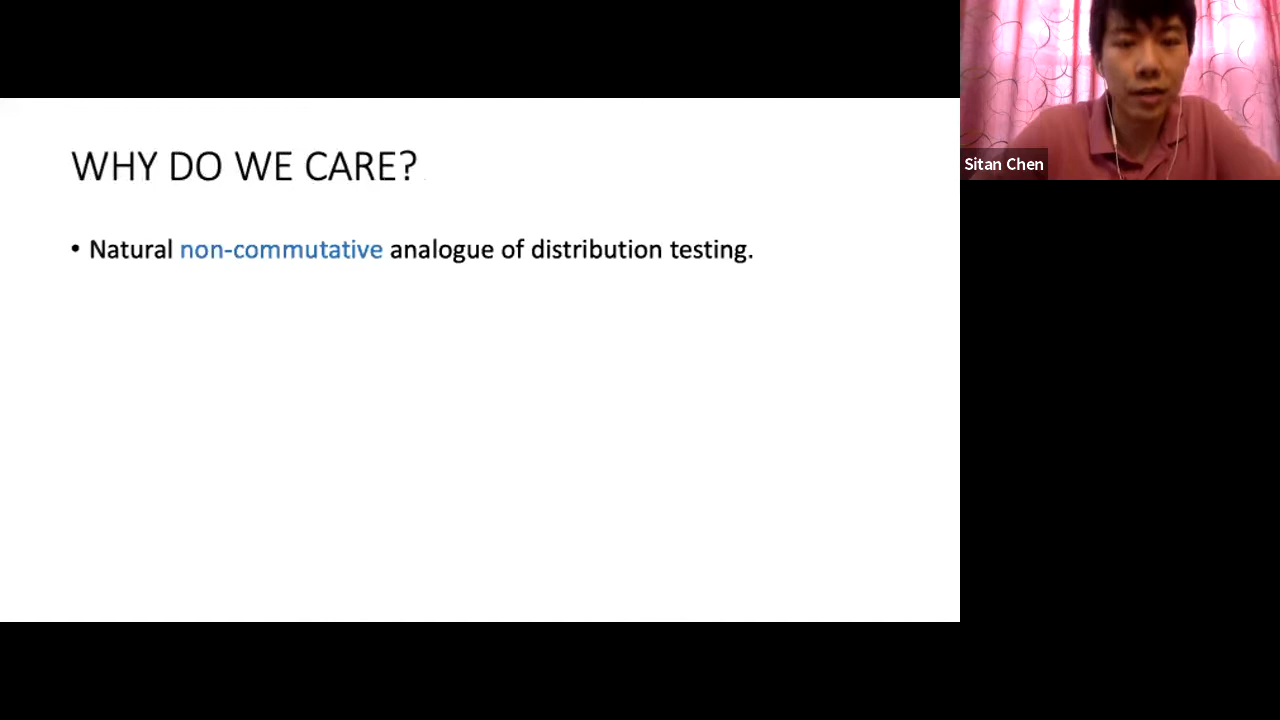 WHY DO WE CARE?
• Natural non-commutative analogue of distribution testing.
Sitan Chen